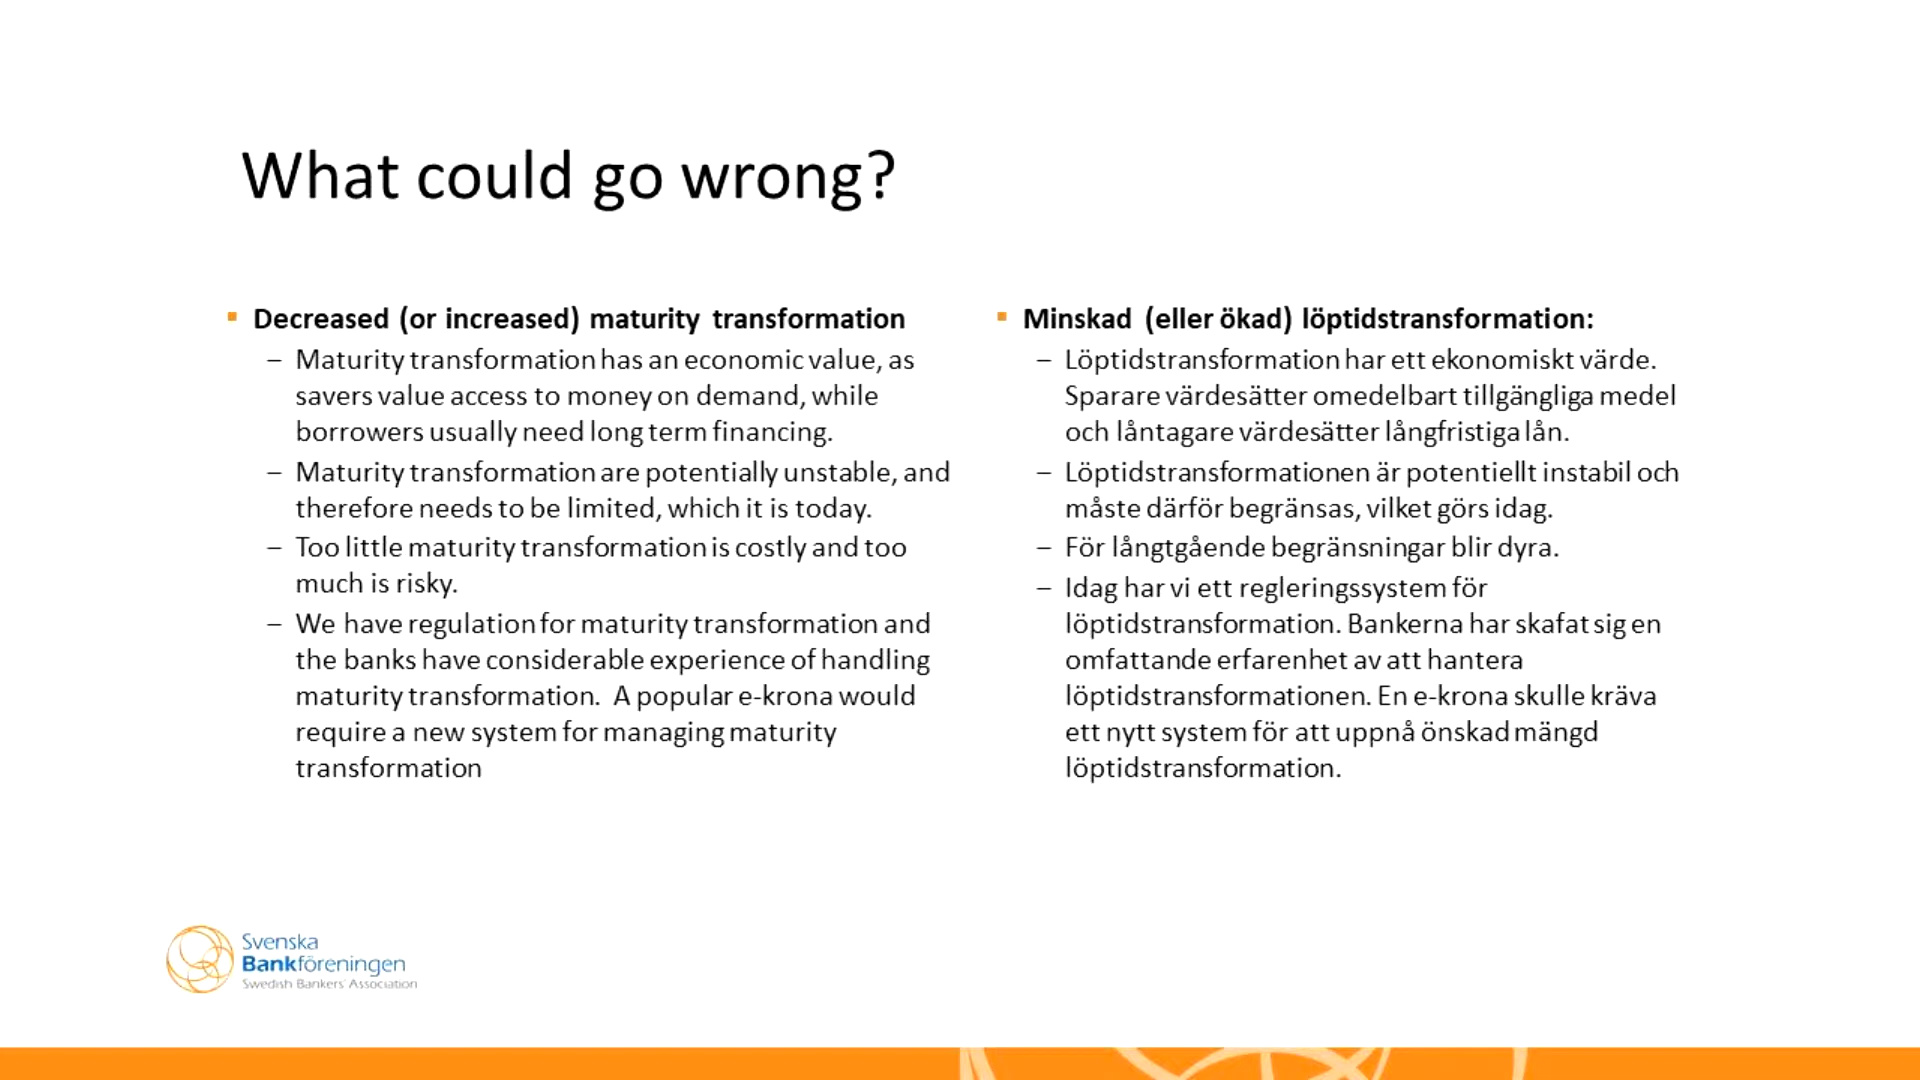 What could go wrong?
▪ Decreased (or increased) maturity transformation
– Maturity transformation has an economic value, as
savers value access to money on demand, while
borrowers usually need long term financing.
– Maturity transformation are potentially unstable, and
therefore needs to be limited, which it is today.
– Too little maturity transformation is costly and too
much is risky.
– We have regulation for maturity transformation and
the banks have considerable experience of handling
maturity transformation. A popular e-krona would
require a new system for managing maturity
transformation
▪ Minskad (eller ökad) löptidstransformation:
– Löptidstransformation har ett ekonomiskt värde.
Sparare värdesätter omedelbart tillgängliga medel
och låntagare värdesätter långfristiga lån.
– Löptidstransformationen är potentiellt instabil och
måste därför begränsas, vilket görs idag.
– För långtgående begränsningar blir dyra.
– Idag har vi ett regleringssystem för
löptidstransformation. Bankerna har skafat sig en
omfattande erfarenhet av att hantera
löptidstransformationen. En e-krona skulle kräva
ett nytt system för att uppnå önskad mängd
löptidstransformation.
Svenska
Bankföreningen
Swedish Bankers' Association